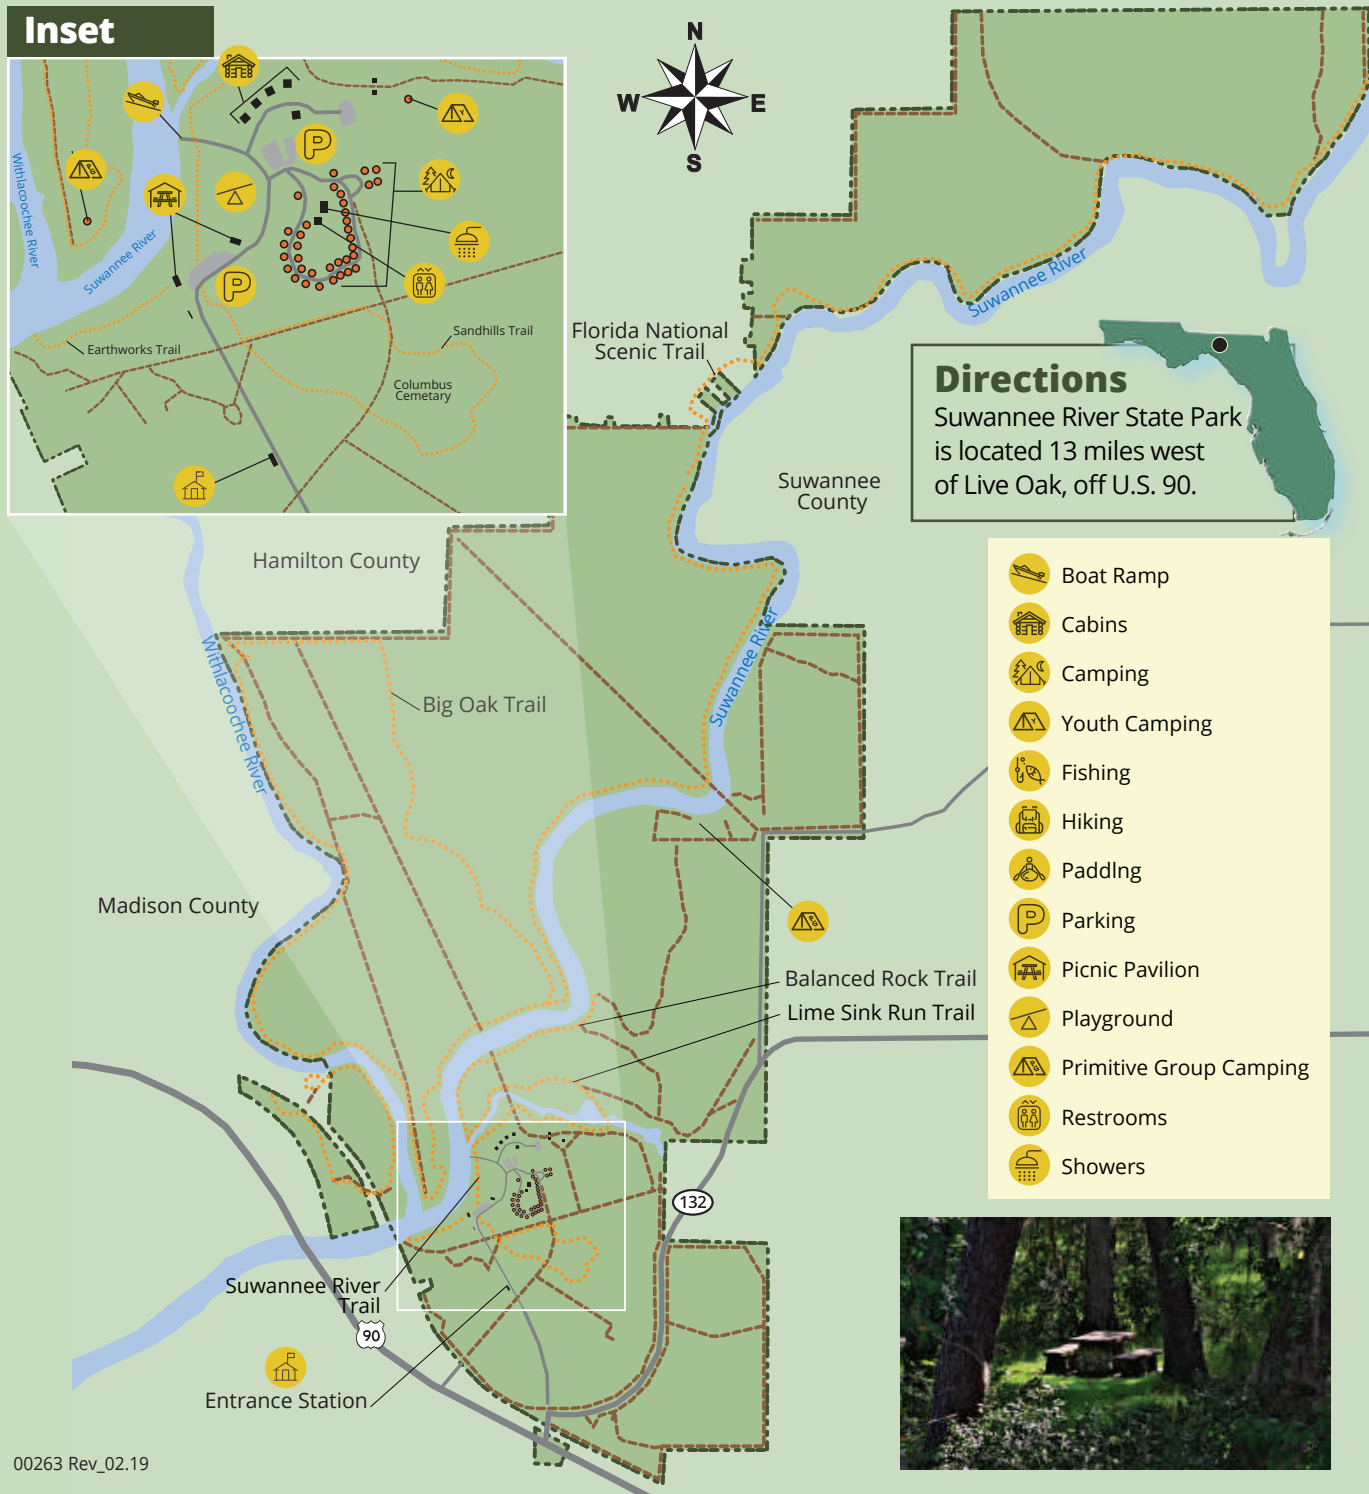 Inset
N
W
E
S
Withlacoochee River
Suwannee River
P
P
Earthworks Trail
Sandhills Trail
Columbus
Cemetary
Florida National
Scenic Trail
Suwannee River
Directions
Suwannee River State Park
is located 13 miles west
of Live Oak, off U.S. 90.
Suwannee
County
Hamilton County
Withlacoochee River
Big Oak Trail
Suwannee River
Madison County
Balanced Rock Trail
Lime Sink Run Trail
132
Suwannee River
Trail
90
Entrance Station
Boat Ramp
Cabins
Camping
Youth Camping
Fishing
Hiking
Paddlng
P Parking
Picnic Pavilion
Playground
Primitive Group Camping
Restrooms
Showers
00263 Rev_02.19